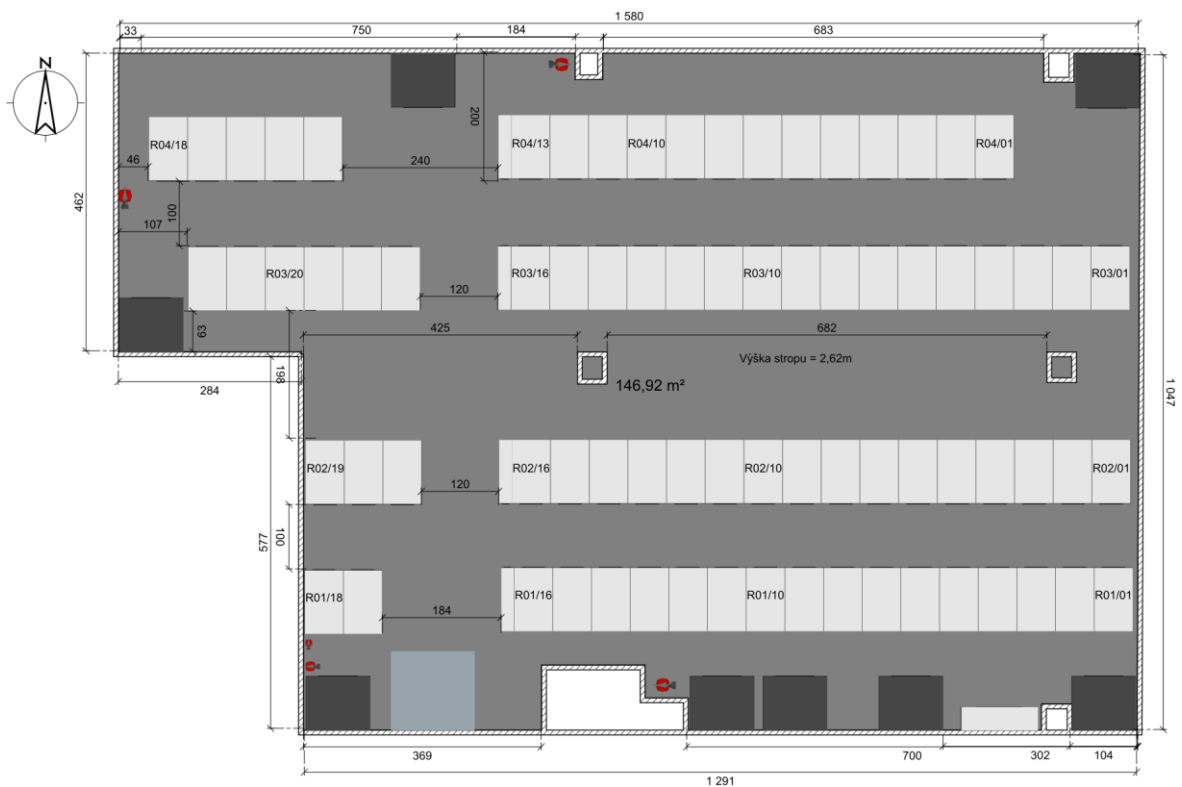 1 580
33
750
184
683
N
R04/18
200
R04/13
R04/10
R04/01
46
240
462
100
107
R03/20
R03/16
R03/10
R03/01
120
63
425
682
Výška stropu = 2,62m
146,92 m²
284
198
1 047
R02/19
R02/16
R02/10
R02/01
120
100
577
R01/18
R01/16
R01/10
R01/01
184
369
700
302
104
1 291